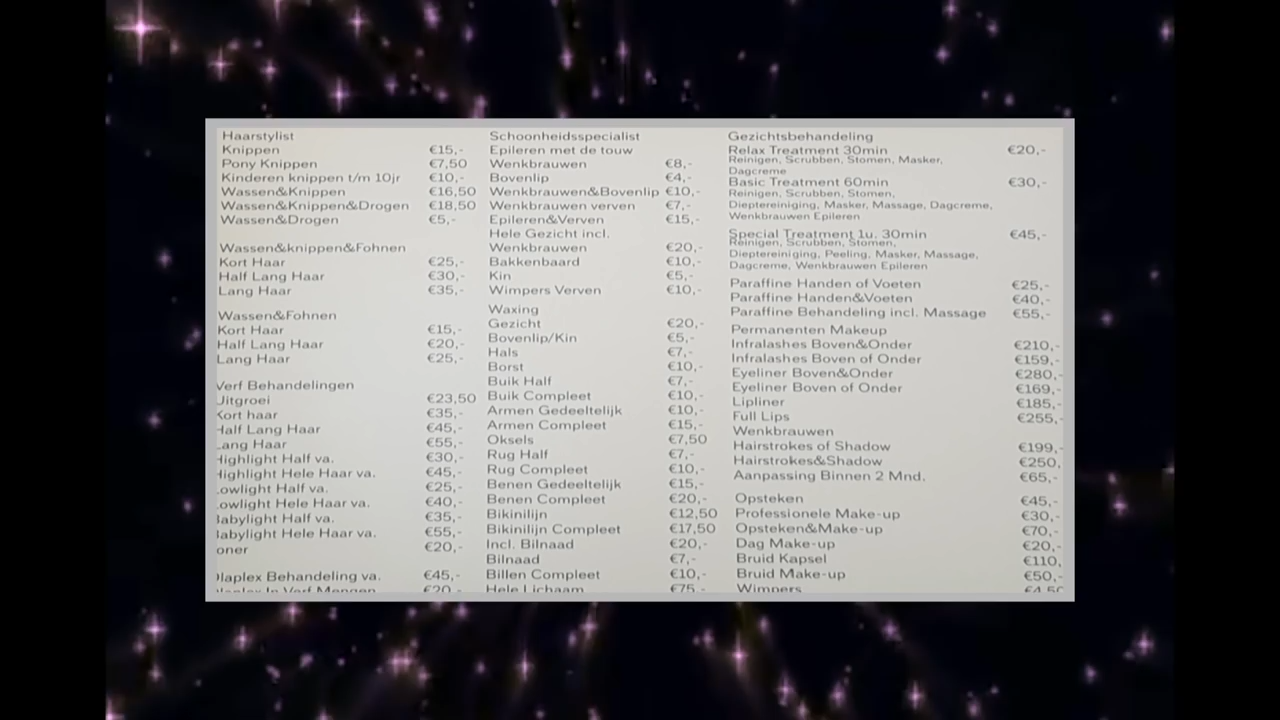 Haarstylist
Knippen €15,-
Pony Knippen €7,50
Kinderen knippen t/m 10jr €10,-
Wassen&Knippen €16,50
Wassen&Knippen&Drogen €18,50
Wassen&Drogen €5,-
Wassen&knippen&Fohnen
Kort Haar €25,-
Half Lang Haar €30,-
Lang Haar €35,-
Wassen&Fohnen
Kort Haar €15,-
Half Lang Haar €20,-
Lang Haar €25,-
Verf Behandelingen
Uitgroei €23,50
Kort haar €35,-
Half Lang Haar €45,-
Lang Haar €55,-
Highlight Half va. €30,-
Highlight Hele Haar va. €45,-
Lowlight Half va. €25,-
Lowlight Hele Haar va. €40,-
Babylight Half va. €35,-
Babylight Hele Haar va. €55,-
oner €20,-
Olaplex Behandeling va. €45,-
Olaplex In Verf Mengen €20,-
Schoonheidsspecialist
Epileren met de touw
Wenkbrauwen €8,-
Bovenlip €4,-
Wenkbrauwen&Bovenlip €10,-
Wenkbrauwen verven €7,-
Epileren&Verven €15,-
Hele Gezicht incl.
Wenkbrauwen €20,-
Bakkenbaard €10,-
Kin €5,-
Wimpers Verven €10,-
Waxing
Gezicht €20,-
Bovenlip/Kin €5,-
Hals €7,-
Borst €10,-
Buik Half €7,-
Buik Compleet €10,-
Armen Gedeeltelijk €10,-
Armen Compleet €15,-
Oksels €7,50
Rug Half €7,-
Rug Compleet €10,-
Benen Gedeeltelijk €15,-
Benen Compleet €20,-
Bikinilijn €12,50
Bikinilijn Compleet €17,50
Incl. Bilnaad €20,-
Bilnaad €7,-
Billen Compleet €10,-
Hele Lichaam €75,-
Gezichtsbehandeling
Relax Treatment 30min €20,-
Reinigen, Scrubben, Stomen, Masker,
Dagcreme
Basic Treatment 60min €30,-
Reinigen, Scrubben, Stomen,
Dieptereiniging, Masker, Massage, Dagcreme,
Wenkbrauwen Epileren
Special Treatment 1u. 30min €45,-
Reinigen, Scrubben, Stomen,
Dieptereiniging, Peeling, Masker, Massage,
Dagcreme, Wenkbrauwen Epileren
Paraffine Handen of Voeten €25,-
Paraffine Handen&Voeten €40,-
Paraffine Behandeling incl. Massage €55,-
Permanenten Makeup
Infralashes Boven&Onder €210,-
Infralashes Boven of Onder €159,-
Eyeliner Boven&Onder €280,-
Eyeliner Boven of Onder €169,-
Lipliner €185,-
Full Lips €255,-
Wenkbrauwen
Hairstrokes of Shadow €199,-
Hairstrokes&Shadow €250,
Aanpassing Binnen 2 Mnd. €65,-
Opsteken €45,-
Professionele Make-up €30,-
Opsteken&Make-up €70,-
Dag Make-up €20,-
Bruid Kapsel €110,
Bruid Make-up €50,-
Wimpers €4,50